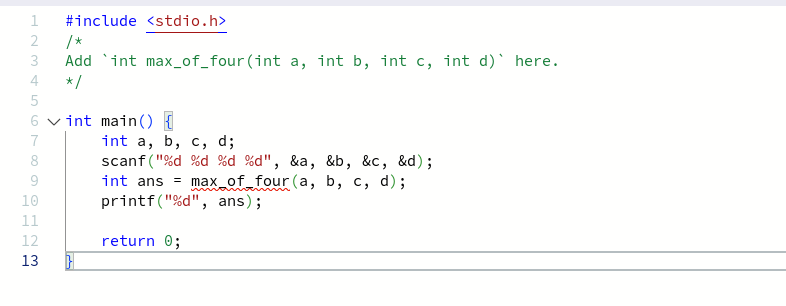 1 #include <stdio.h>
2 /*
3 Add `int max_of_four(int a, int b, int c, int d)` here.
4 */
5
6 int main() {
7     int a, b, c, d;
8     scanf("%d %d %d %d", &a, &b, &c, &d);
9     int ans = max_of_four(a, b, c, d);
10     printf("%d", ans);
11
12     return 0;
13 }